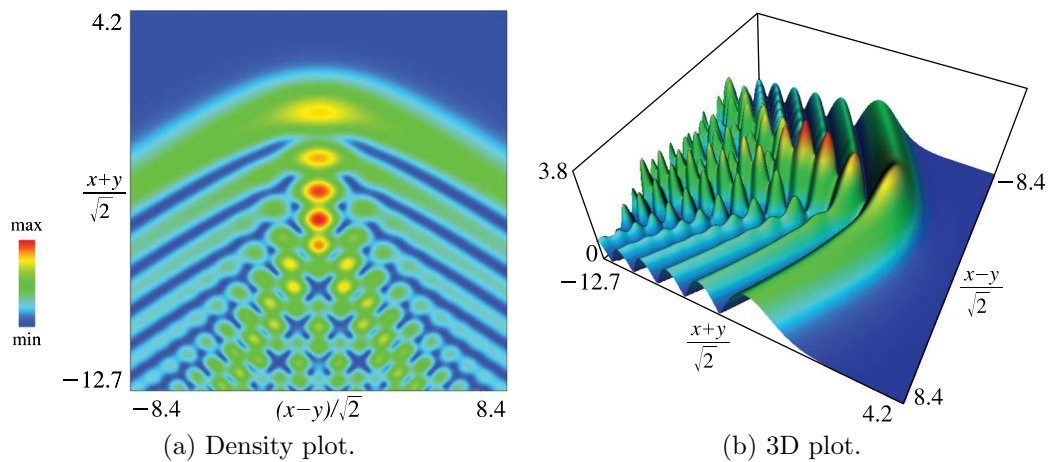 4.2
x+y
√2
max
min
−12.7
−8.4
(x−y)/√2
8.4
(a) Density plot.
3.8
0
−12.7
x+y
√2
4.2
8.4
x−y
√2
−8.4
(b) 3D plot.